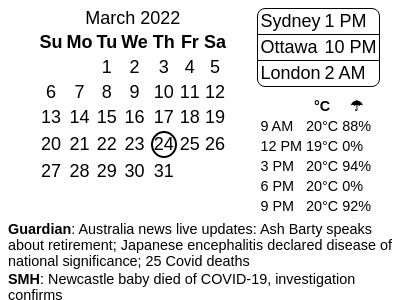 March 2022
Su Mo Tu We Th Fr Sa
1 2 3 4 5
6 7 8 9 10 11 12
13 14 15 16 17 18 19
20 21 22 23 24 25 26
27 28 29 30 31
Sydney 1 PM
Ottawa 10 PM
London 2 AM
°C ☂
9 AM 20°C 88%
12 PM 19°C 0%
3 PM 20°C 94%
6 PM 20°C 0%
9 PM 20°C 92%
Guardian: Australia news live updates: Ash Barty speaks
about retirement; Japanese encephalitis declared disease of
national significance; 25 Covid deaths
SMH: Newcastle baby died of COVID-19, investigation
confirms